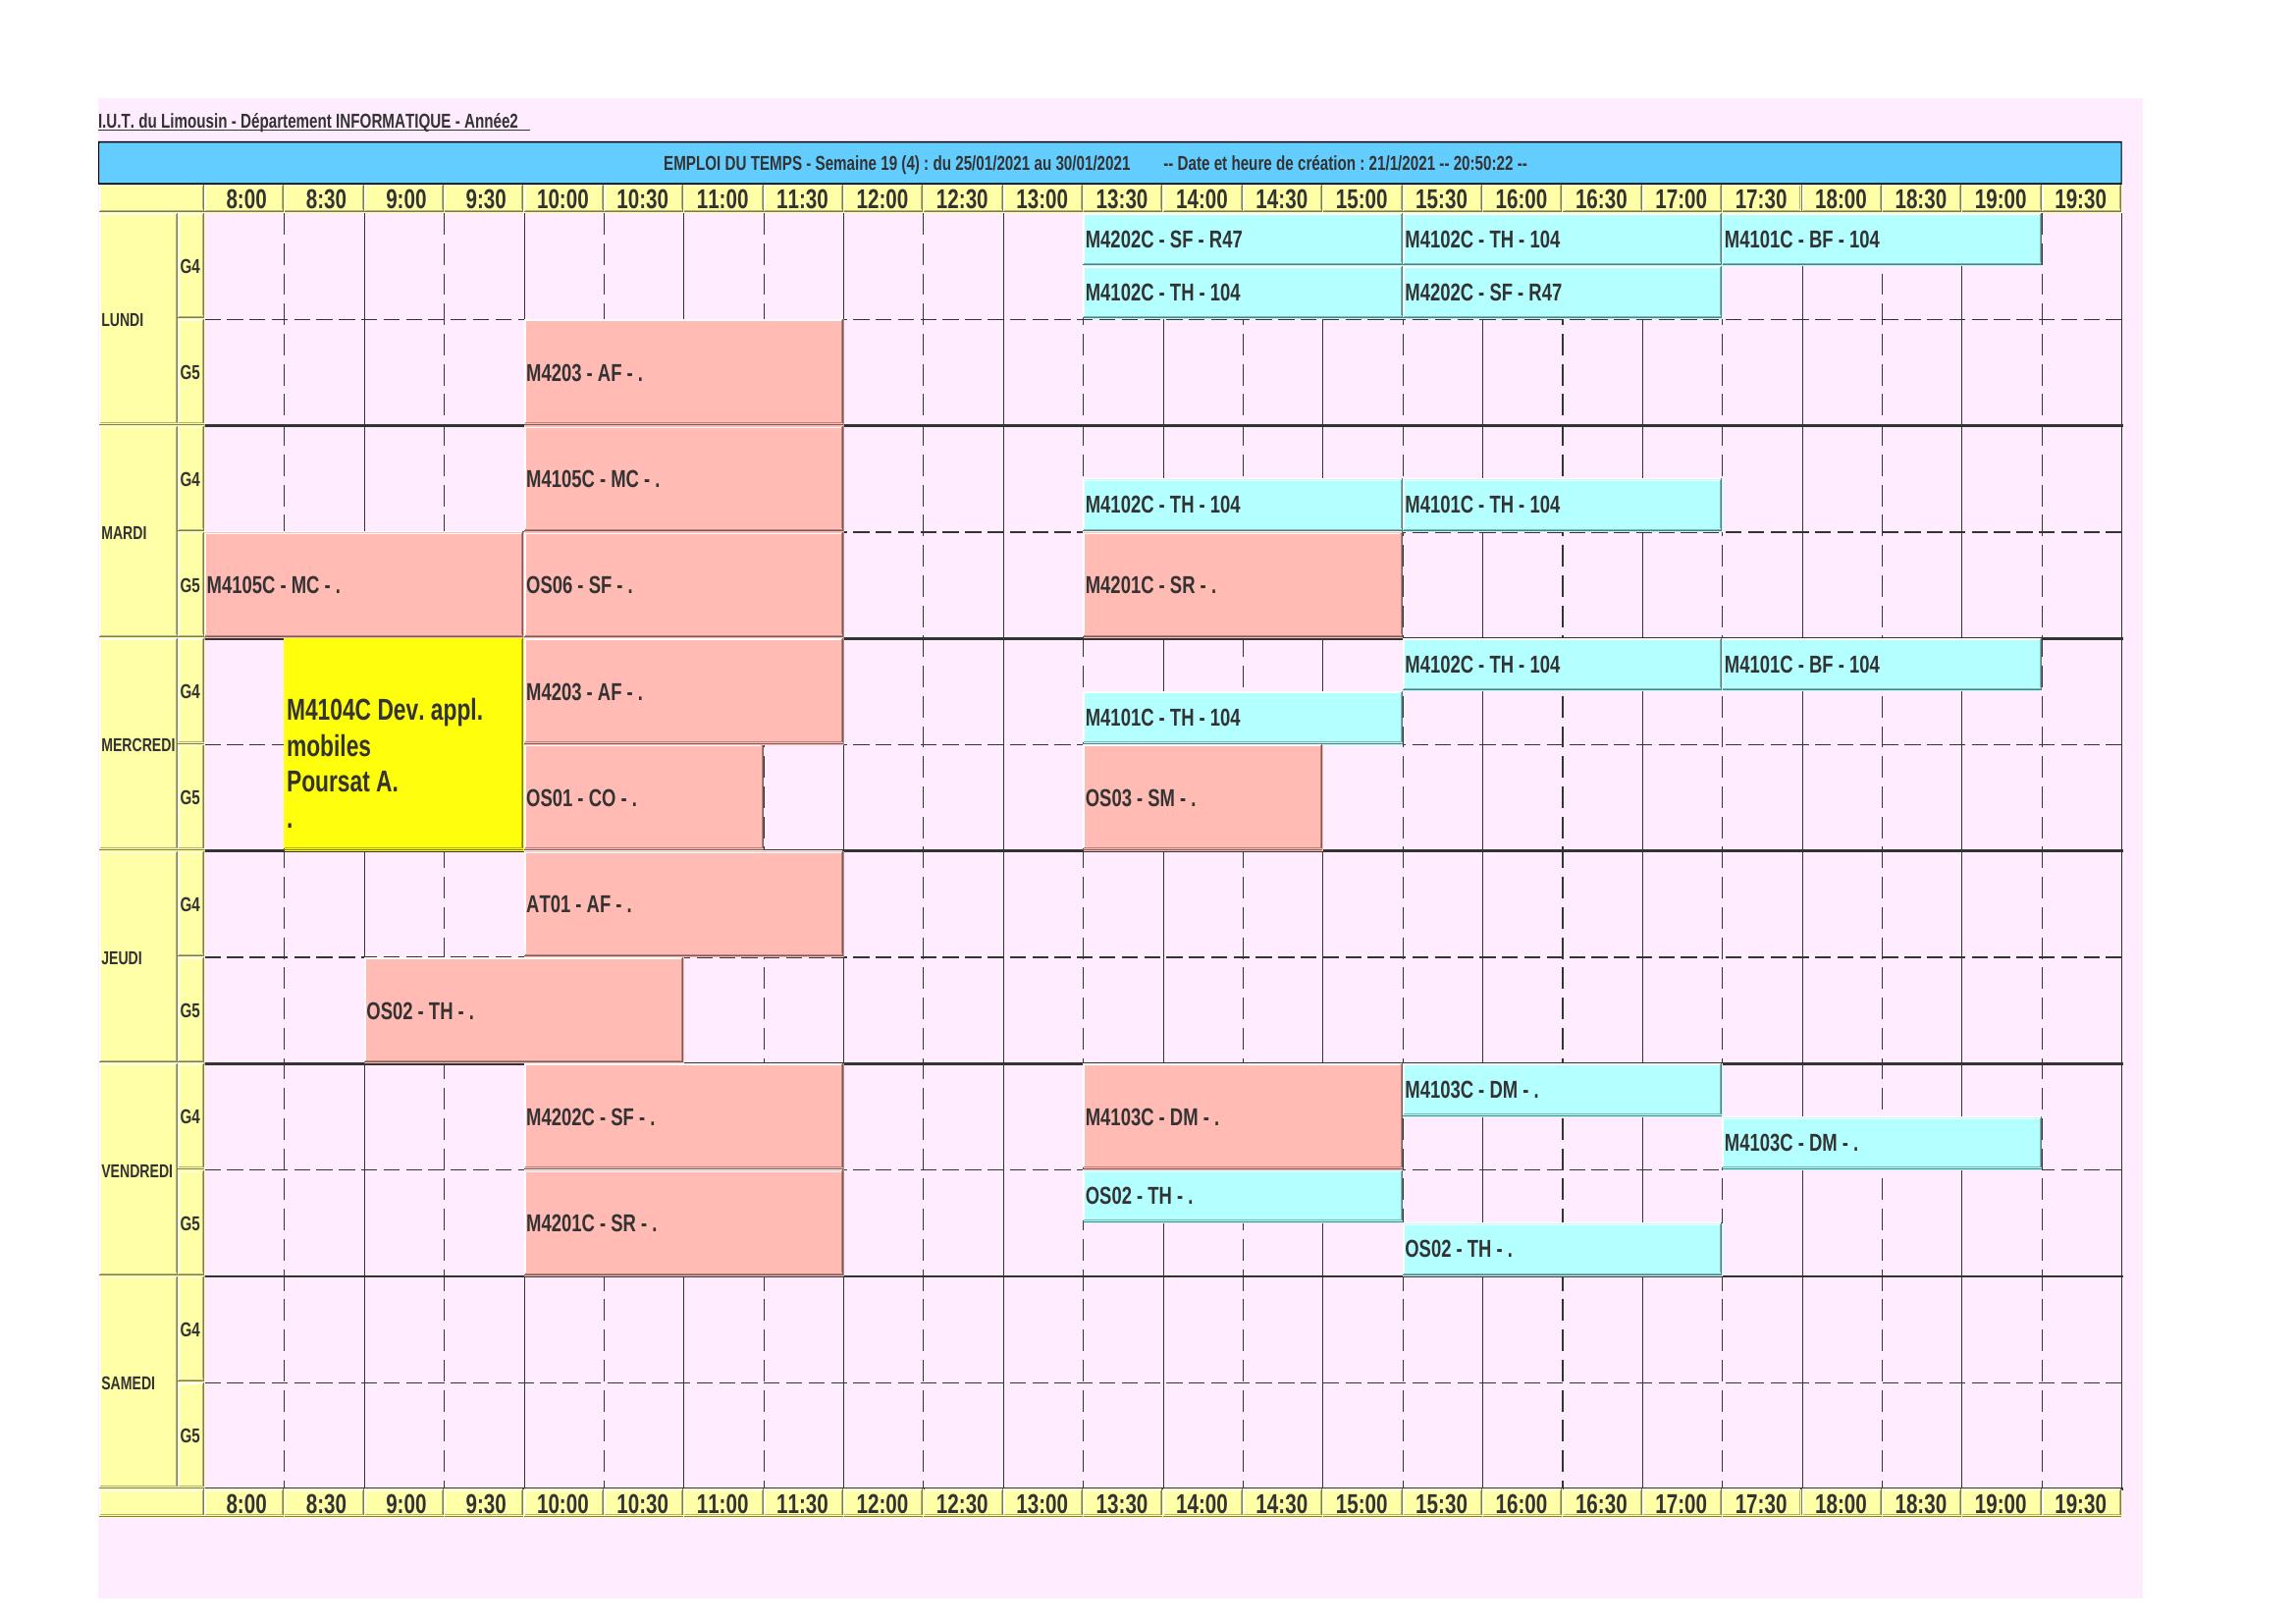 I.U.T. du Limousin - Département INFORMATIQUE - Année2
EMPLOI DU TEMPS - Semaine 19 (4) : du 25/01/2021 au 30/01/2021 -- Date et heure de création : 21/1/2021 -- 20:50:22 --
8:00 8:30 9:00 9:30 10:00 10:30 11:00 11:30 12:00 12:30 13:00 13:30 14:00 14:30 15:00 15:30 16:00 16:30 17:00 17:30 18:00 18:30 19:00 19:30
LUNDI
G4
M4202C - SF - R47
M4102C - TH - 104
M4101C - BF - 104
M4102C - TH - 104
M4202C - SF - R47
G5
M4203 - AF - .
MARDI
G4
M4105C - MC - .
M4102C - TH - 104
M4101C - TH - 104
G5
M4105C - MC - .
OS06 - SF - .
M4201C - SR - .
MERCREDI
G4
M4104C Dev. appl.
mobiles
Poursat A.
.
M4203 - AF - .
M4102C - TH - 104
M4101C - BF - 104
M4101C - TH - 104
G5
OS01 - CO - .
OS03 - SM - .
JEUDI
G4
AT01 - AF - .
G5
OS02 - TH - .
VENDREDI
G4
M4202C - SF - .
M4103C - DM - .
M4103C - DM - .
M4103C - DM - .
G5
M4201C - SR - .
OS02 - TH - .
OS02 - TH - .
SAMEDI
G4
G5
8:00 8:30 9:00 9:30 10:00 10:30 11:00 11:30 12:00 12:30 13:00 13:30 14:00 14:30 15:00 15:30 16:00 16:30 17:00 17:30 18:00 18:30 19:00 19:30